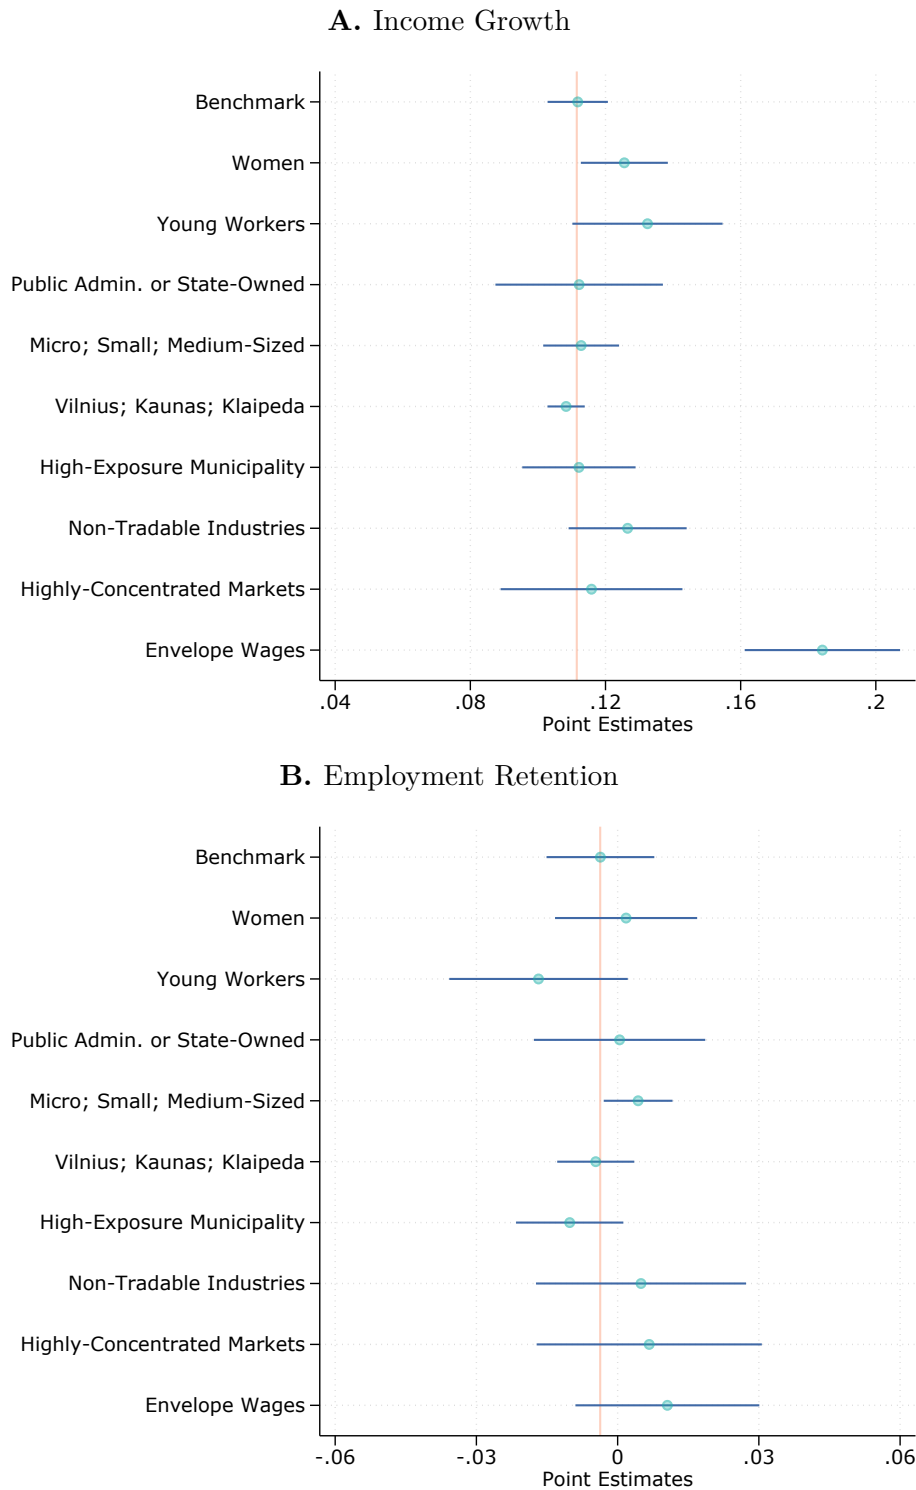 A. Income Growth
Benchmark
Women
Young Workers
Public Admin. or State-Owned
Micro; Small; Medium-Sized
Vilnius; Kaunas; Klaipeda
High-Exposure Municipality
Non-Tradable Industries
Highly-Concentrated Markets
Envelope Wages
.04 .08 .12 .16 .2
Point Estimates
B. Employment Retention
Benchmark
Women
Young Workers
Public Admin. or State-Owned
Micro; Small; Medium-Sized
Vilnius; Kaunas; Klaipeda
High-Exposure Municipality
Non-Tradable Industries
Highly-Concentrated Markets
Envelope Wages
-.06 -.03 0 .03 .06
Point Estimates